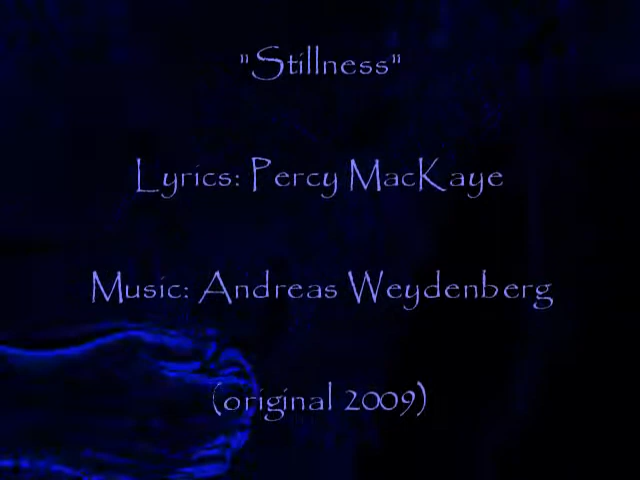 "Stillness"
Lyrics: Percy MacKaye
Music: Andreas Weydenberg
(original 2009)